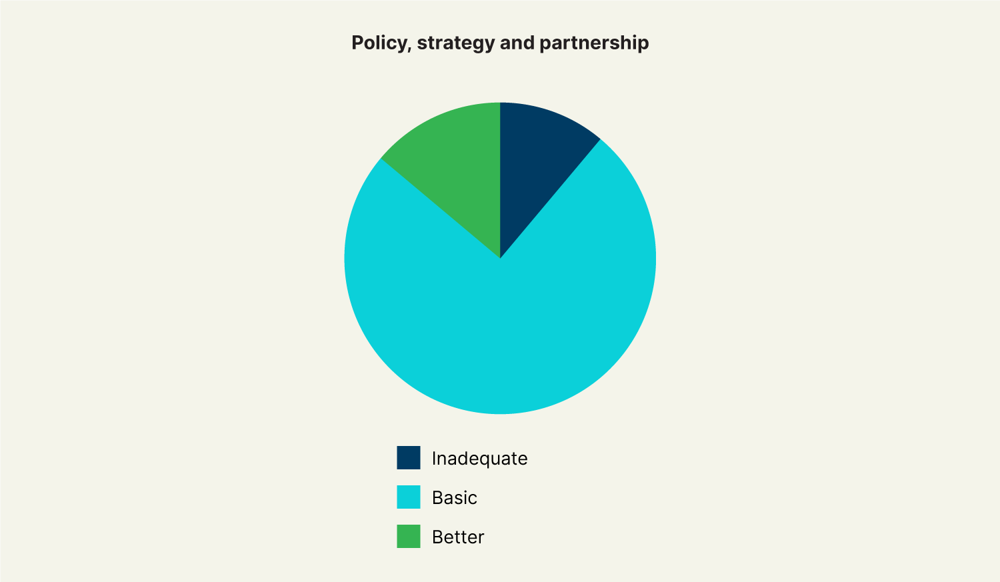 Policy, strategy and partnership
Inadequate
Basic
Better